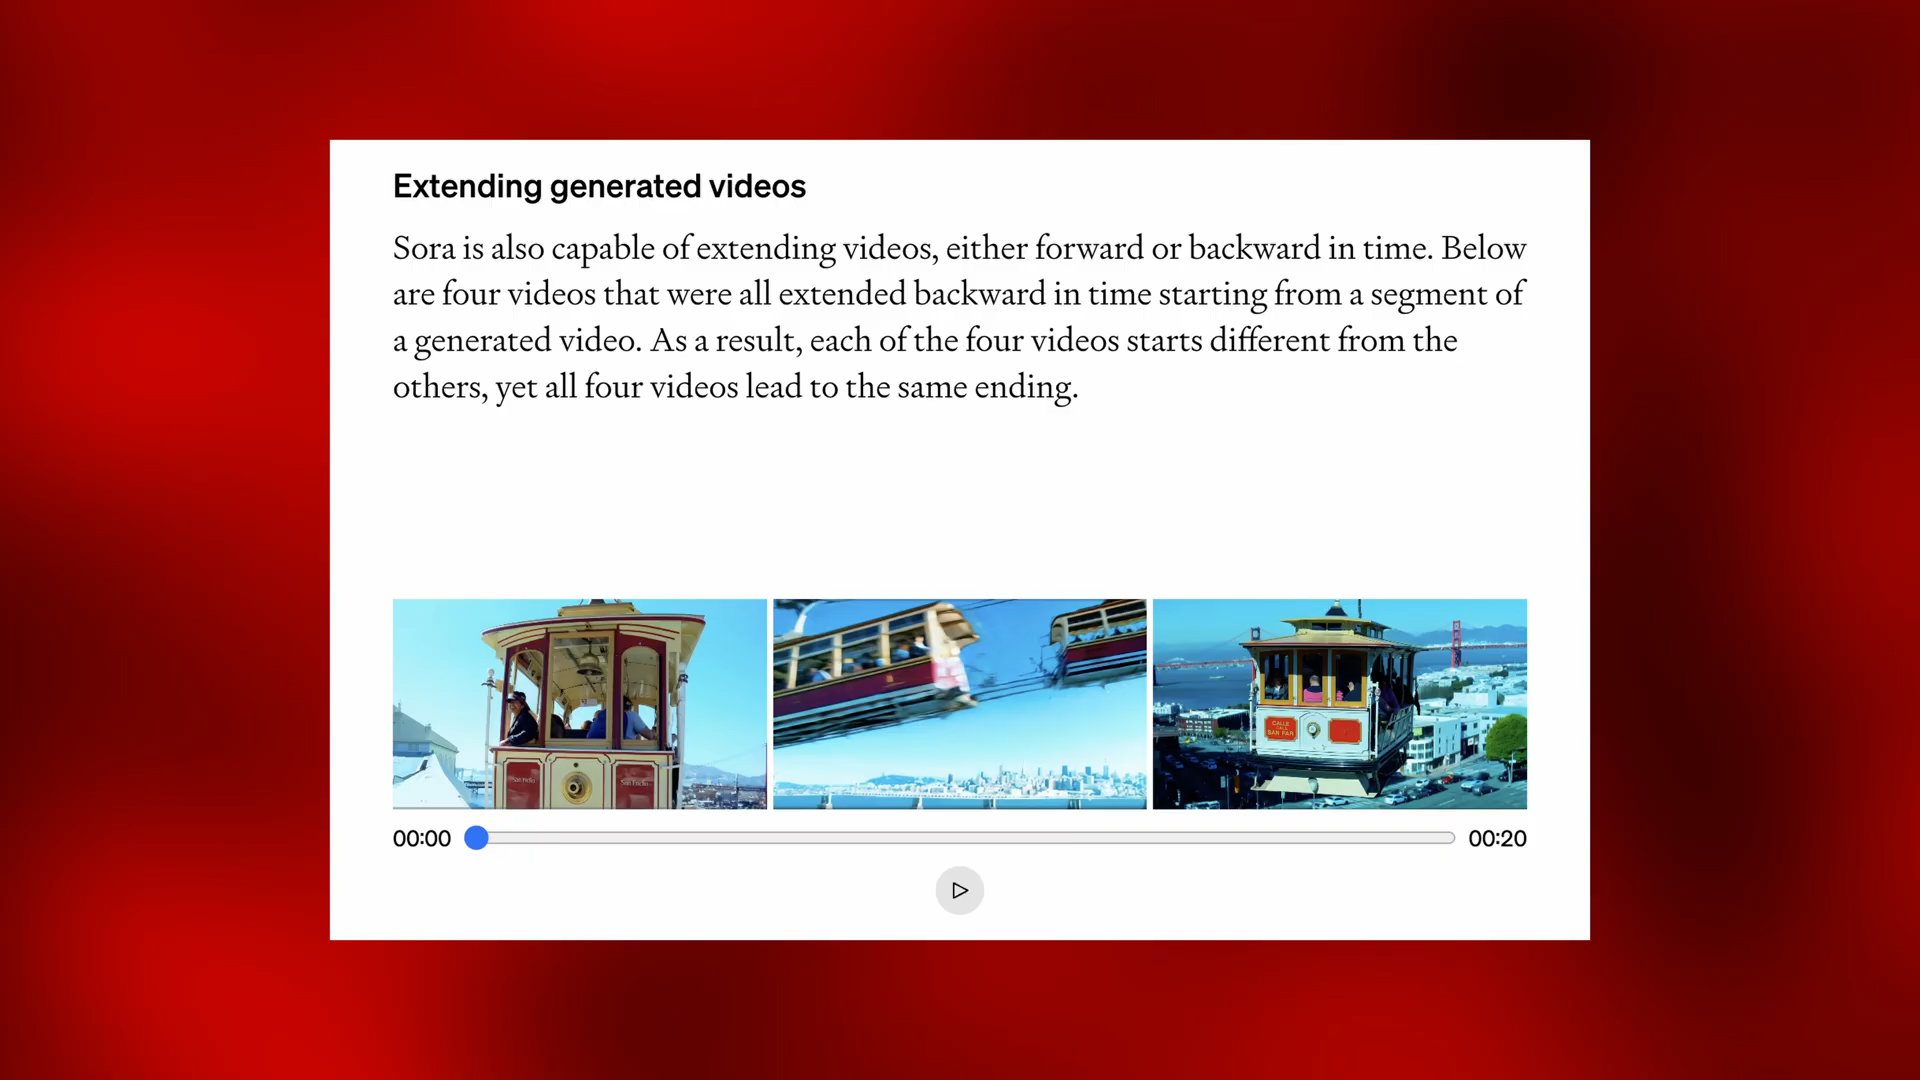 Extending generated videos
Sora is also capable of extending videos, either forward or backward in time. Below
are four videos that were all extended backward in time starting from a segment of
a generated video. As a result, each of the four videos starts different from the
others, yet all four videos lead to the same ending.
CALLE
SAN FAR
00:00
00:20